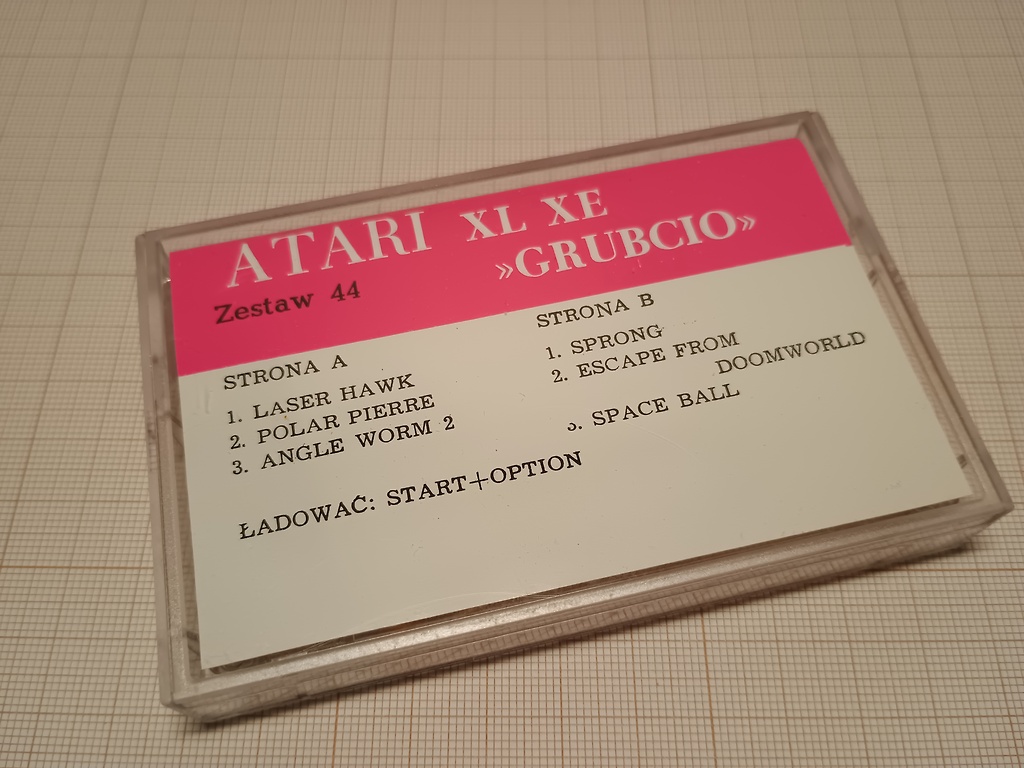 ATARI XL XE
»GRUBCIO»
Zestaw 44
STRONA A
1. LASER HAWK
2. POLAR PIERRE
3. ANGLE WORM 2
STRONA B
1. SPRONG
2. ESCAPE FROM
DOOMWORLD
3. SPACE BALL
ŁADOWAĆ: START+OPTION